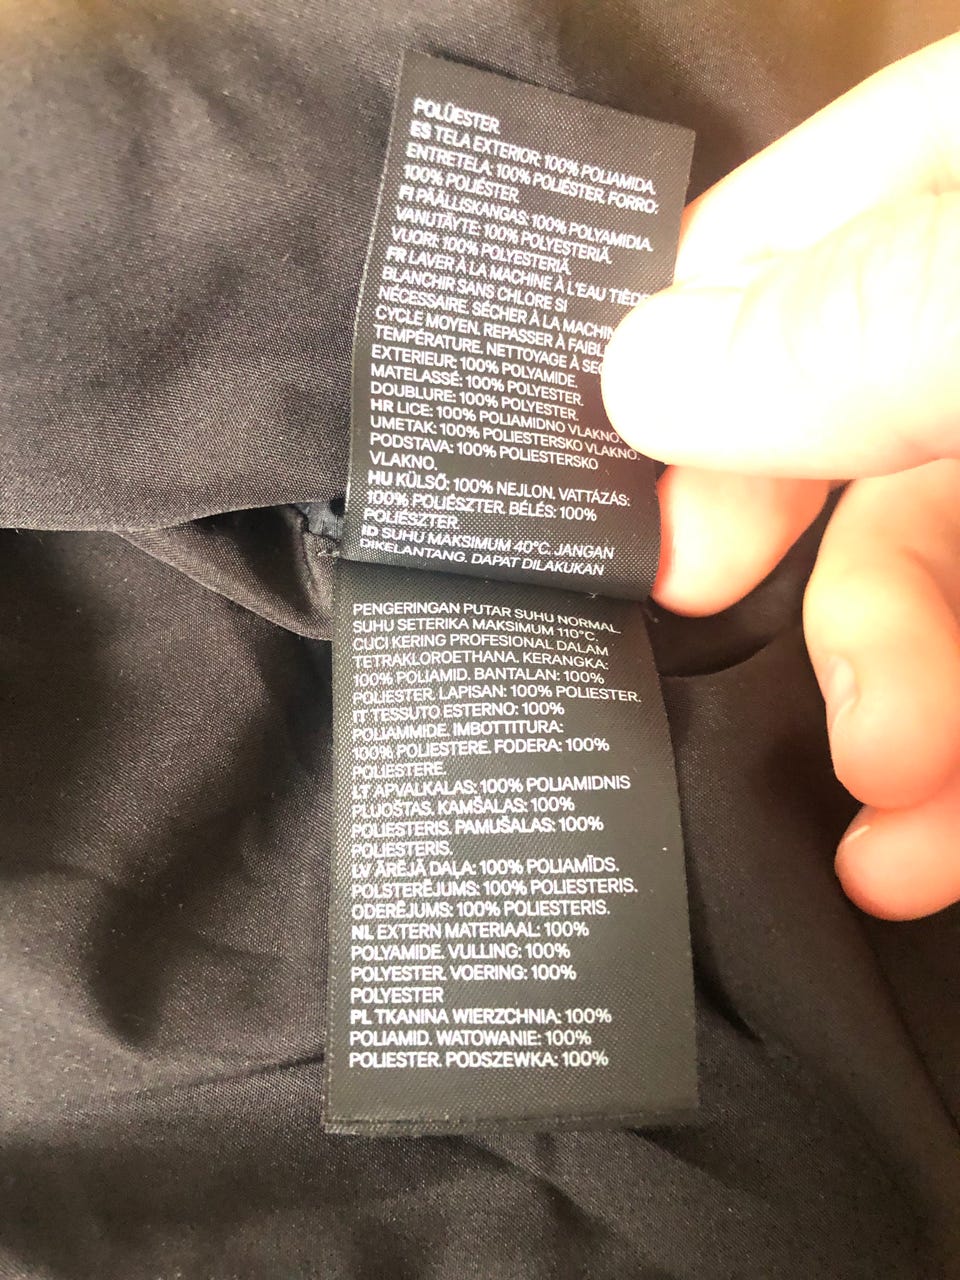 POLÜESTER.
ES TELA EXTERIOR: 100% POLIAMIDA.
ENTRETELA: 100% POLIÉSTER. FORRO:
100% POLIÉSTER.
FI PÄÄLLISKANGAS: 100% POLYAMIDIA.
VANUTÄYTE: 100% POLYESTERIÄ.
VUORI: 100% POLYESTERIÄ.
FR LAVER À LA MACHINE À L'EAU
BLANCHIR SANS CHLORE SI
NÉCESSAIRE. SÉCHER À LA
CYCLE MOYEN. REPASSER À
TEMPÉRATURE. NETTOYAGE À
EXTERIEUR: 100% POLYAMIDE.
MATELASSÉ: 100% POLYESTER.
DOUBLURE: 100% POLYESTER.
HR LICE: 100% POLIAMIDNO VLAKNO.
UMETAK: 100% POLIESTERSKO VLAKNO.
PODSTAVA: 100% POLIESTERSKO
VLAKNO.
HU KÜLSŐ: 100% NEJLON. VATTÁZÁS:
100% POLIÉSZTER. BÉLÉS: 100%
POLIÉSZTER.
ID SUHU MAKSIMUM 40°C. JANGAN
DIKELANTANG. DAPAT DILAKUKAN
PENGERINGAN PUTAR SUHU NORMAL.
SUHU SETERIKA MAKSIMUM 110°C.
CUCI KERING PROFESIONAL DALAM
TETRAKLOROETHANA. KERANGKA:
100% POLIAMID. BANTALAN: 100%
POLIESTER. LAPISAN: 100% POLIESTER.
IT TESSUTO ESTERNO: 100%
POLIAMMIDE. IMBOTTITURA:
100% POLIESTERE. FODERA: 100%
POLIESTERE.
LT APVALKALAS: 100% POLIAMIDNIS
PLUOŠTAS. KAMŠALAS: 100%
POLIESTERIS. PAMUŠALAS: 100%
POLIESTERIS.
LV ĀRĒJĀ DAĻA: 100% POLIAMĪDS.
POLSTERĒJUMS: 100% POLIESTERIS.
ODERĒJUMS: 100% POLIESTERIS.
NL EXTERN MATERIAAL: 100%
POLYAMIDE. VULLING: 100%
POLYESTER. VOERING: 100%
POLYESTER
PL TKANINA WIERZCHNIA: 100%
POLIAMID. WATOWANIE: 100%
POLIESTER. PODSZEWKA: 100%